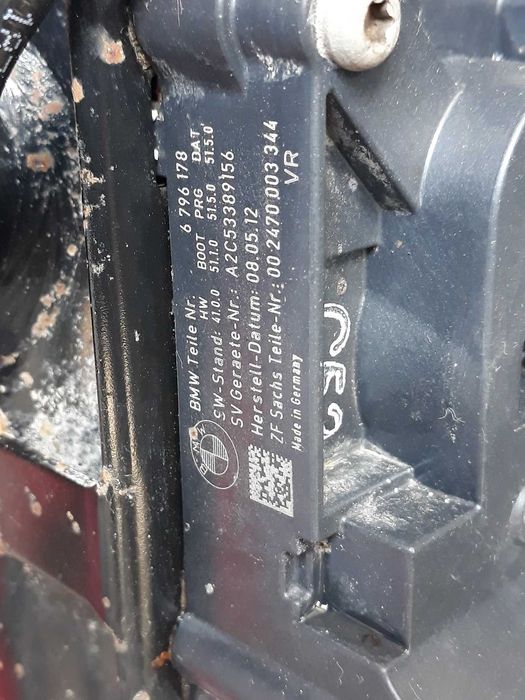 BMW Teile Nr. 6 796 178
HW BOOT PRG DAT
SW-Stand: 41.0.0 51.1.0 51.5.0 51.5.0
SV Geraete-Nr.: A2C53389156
Herstell-Datum: 08.05.12
ZF Sachs Teile-Nr.: 00 2470 003 344
Made in Germany VR
BMW